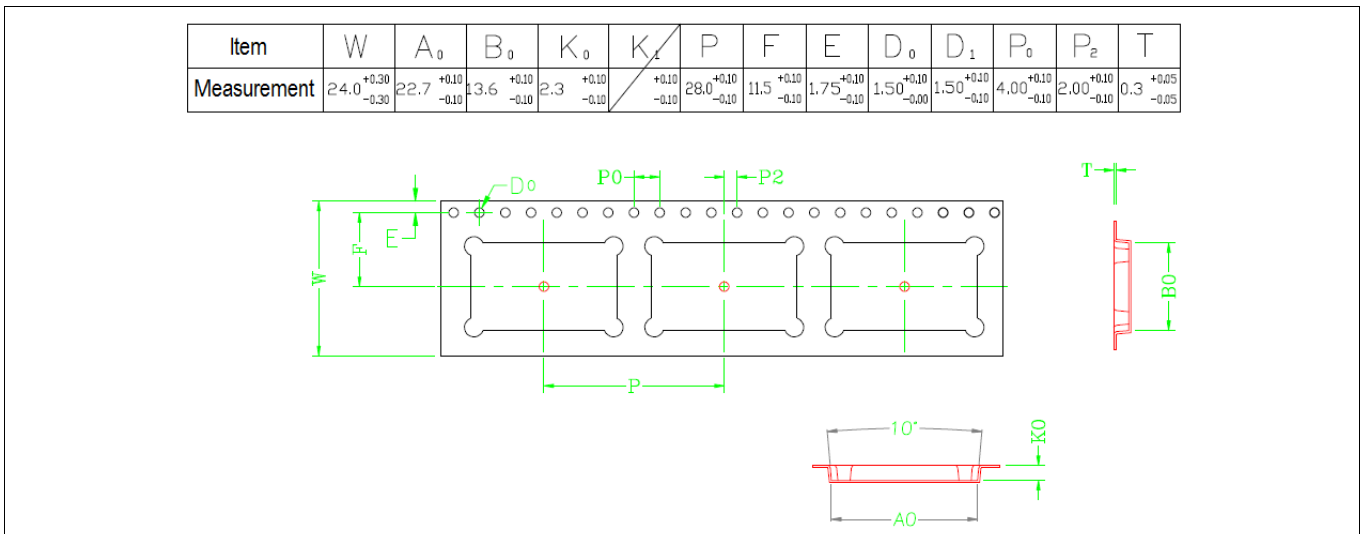 Item W A₀ B₀ K₀ K₁ P F E D₀ D₁ P₀ P₂ T
Measurement 24.0 +0.30 -0.30 22.7 +0.10 -0.10 13.6 +0.10 -0.10 2.3 +0.10 -0.10 +0.10 -0.10 28.0 +0.10 -0.10 11.5 +0.10 -0.10 1.75 +0.10 -0.10 1.50 +0.10 -0.00 1.50 +0.10 -0.10 4.00 +0.10 -0.10 2.00 +0.10 -0.10 0.3 +0.05 -0.05
P0 P2 T
D0
E
F
W
B0
P
10°
K0
A0